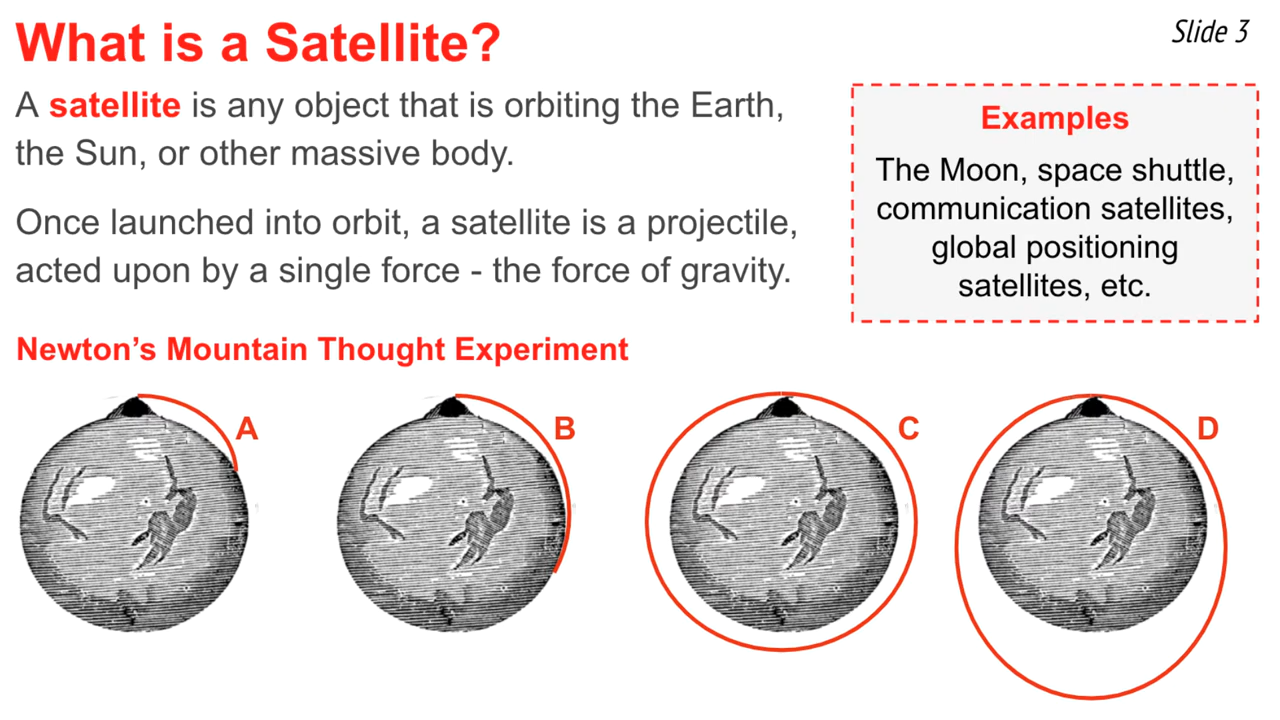 What is a Satellite?
Slide 3
A satellite is any object that is orbiting the Earth,
the Sun, or other massive body.
Once launched into orbit, a satellite is a projectile,
acted upon by a single force - the force of gravity.
Examples
The Moon, space shuttle,
communication satellites,
global positioning
satellites, etc.
Newton’s Mountain Thought Experiment
A
B
C
D